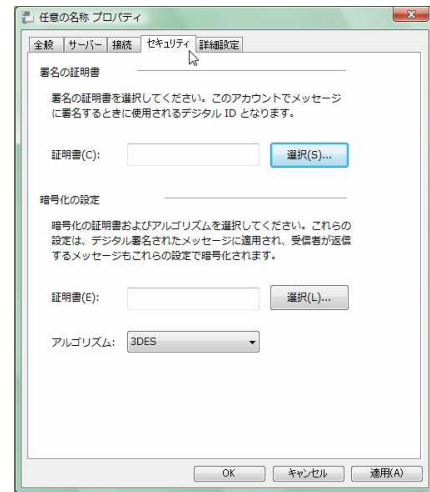 任意の名称 プロパティ
全般 サーバー 接続 セキュリティ 詳細設定
署名の証明書
署名の証明書を選択してください。このアカウントでメッセージ
に署名するときに使用されるデジタル ID となります。
証明書(C): 選択(S)...
暗号化の設定
暗号化の証明書およびアルゴリズムを選択してください。これらの
設定は、デジタル署名されたメッセージに適用され、受信者が返信
するメッセージもこれらの設定で暗号化されます。
証明書(E): 選択(L)...
アルゴリズム: 3DES
OK キャンセル 適用(A)